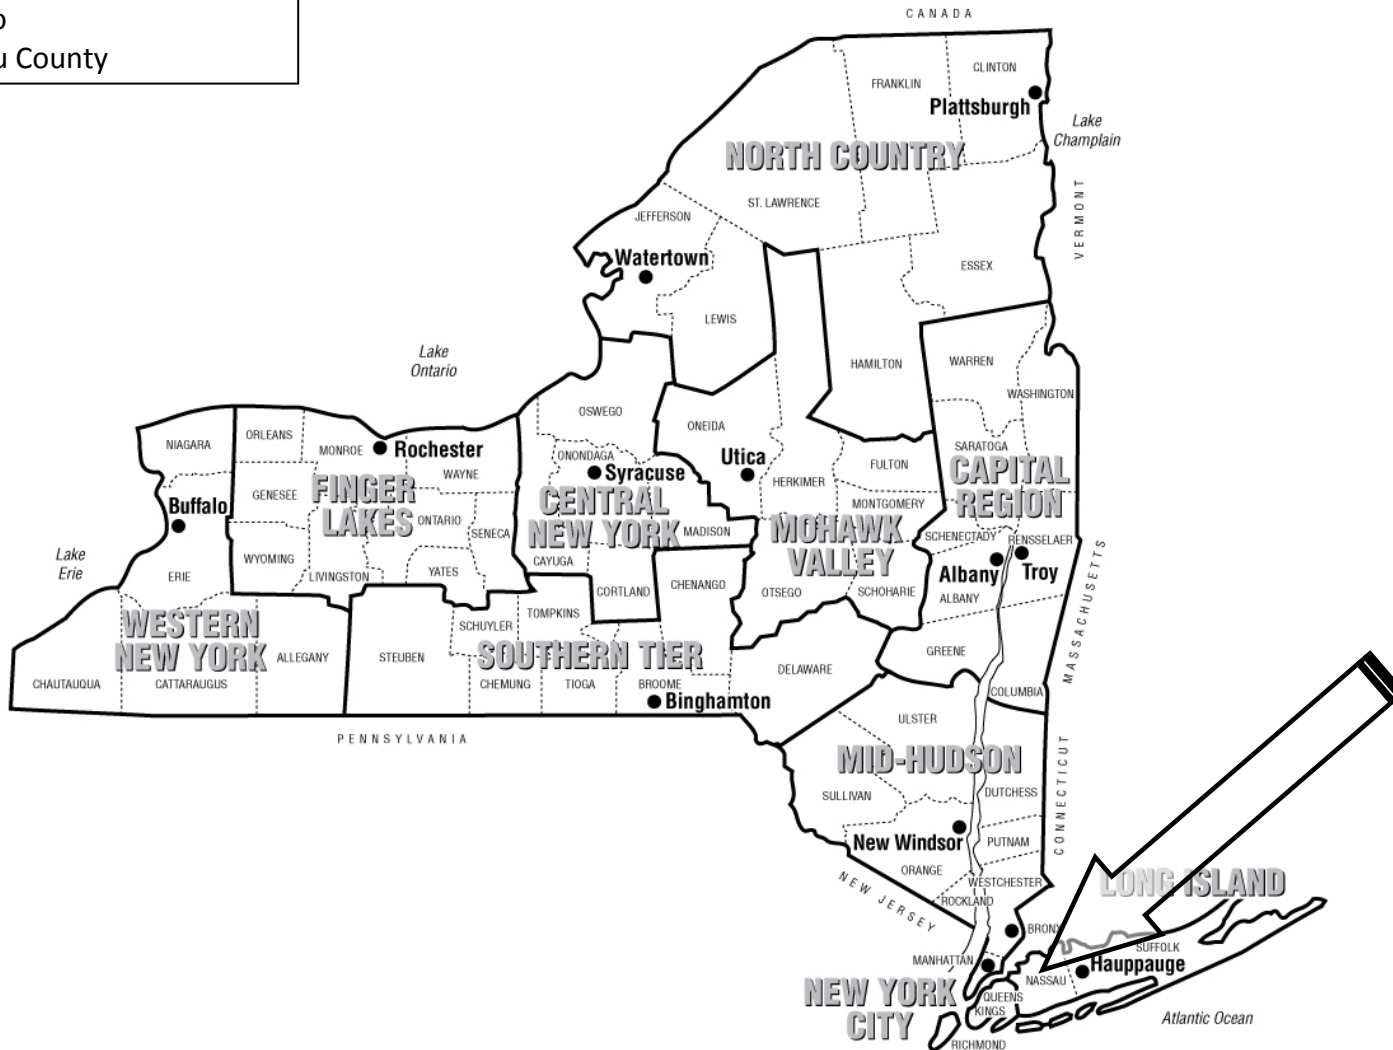 u County
CANADA
CLINTON
FRANKLIN
Plattsburgh
Lake
Champlain
NORTH COUNTRY
VERMONT
ST. LAWRENCE
JEFFERSON
Watertown
ESSEX
LEWIS
Lake
Ontario
HAMILTON
WARREN
WASHINGTON
OSWEGO
ONEIDA
NIAGARA
ORLEANS
MONROE
Rochester
WAYNE
ONONDAGA
Syracuse
Utica
HERKIMER
FULTON
SARATOGA
CAPITAL
REGION
GENESEE
FINGER
LAKES
ONTARIO
SENECA
CENTRAL
NEW YORK
MADISON
MONTGOMERY
MOHAWK
VALLEY
SCHENECTADY
RENSSELAER
Buffalo
Lake
Erie
ERIE
WYOMING
LIVINGSTON
YATES
CAYUGA
CORTLAND
CHENANGO
OTSEGO
SCHOHARIE
Albany
Troy
ALBANY
MASSACHUSETTS
WESTERN
NEW YORK
ALLEGANY
CHAUTAUQUA
CATTARAUGUS
STEUBEN
SCHUYLER
TOMPKINS
SOUTHERN TIER
CHEMUNG
TIOGA
BROOME
Binghamton
DELAWARE
GREENE
COLUMBIA
PENNSYLVANIA
ULSTER
MID-HUDSON
SULLIVAN
DUTCHESS
CONNECTICUT
New Windsor
PUTNAM
ORANGE
WESTCHESTER
ROCKLAND
NEW JERSEY
LONG ISLAND
BRONX
MANHATTAN
SUFFOLK
Hauppauge
NASSAU
NEW YORK
CITY
QUEENS
KINGS
RICHMOND
Atlantic Ocean